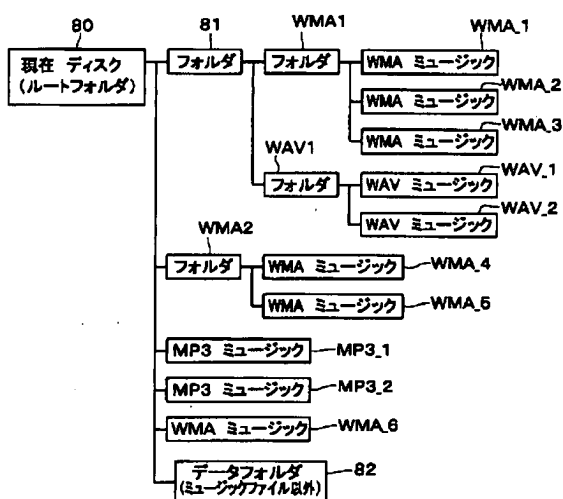 80
81
WMA1
WMA_1
現在 ディスク
(ルートフォルダ)
フォルダ
フォルダ
WMA ミュージック
WMA_2
WMA ミュージック
WMA_3
WMA ミュージック
WAV1
WAV_1
フォルダ
WAV ミュージック
WAV_2
WAV ミュージック
WMA2
フォルダ
WMA ミュージック
WMA_4
WMA ミュージック
WMA_5
MP3 ミュージック
MP3_1
MP3 ミュージック
MP3_2
WMA ミュージック
WMA_6
データフォルダ
(ミュージックファイル以外)
82